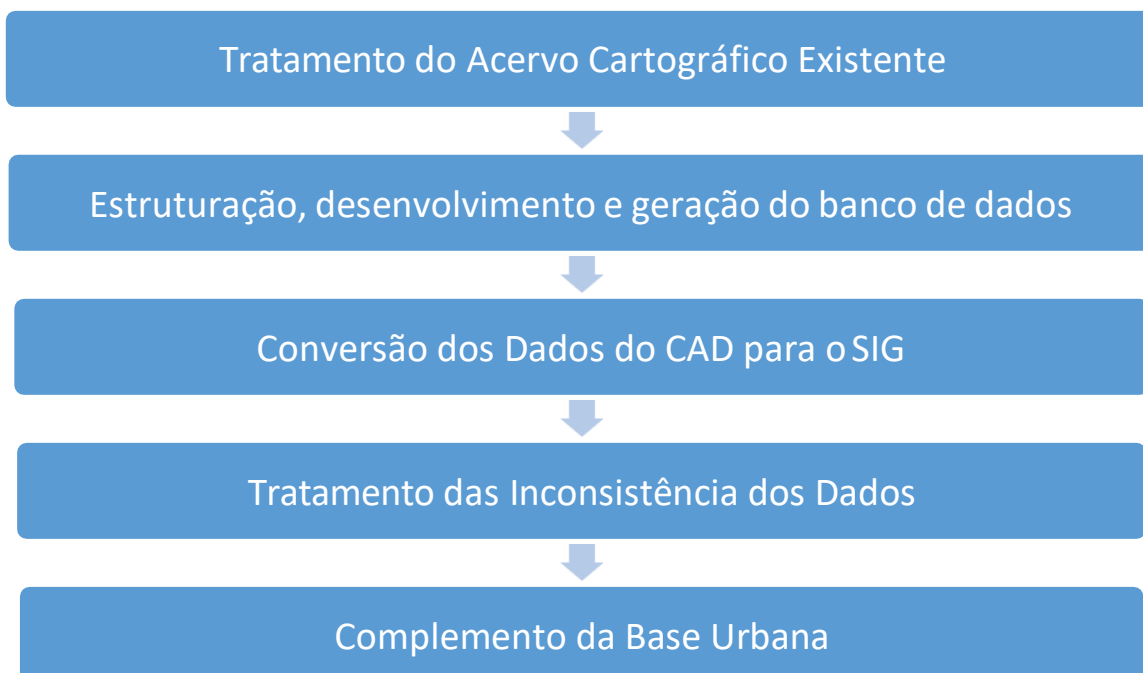 Tratamento do Acervo Cartográfico Existente
Estruturação, desenvolvimento e geração do banco de dados
Conversão dos Dados do CAD para o SIG
Tratamento das Inconsistência dos Dados
Complemento da Base Urbana